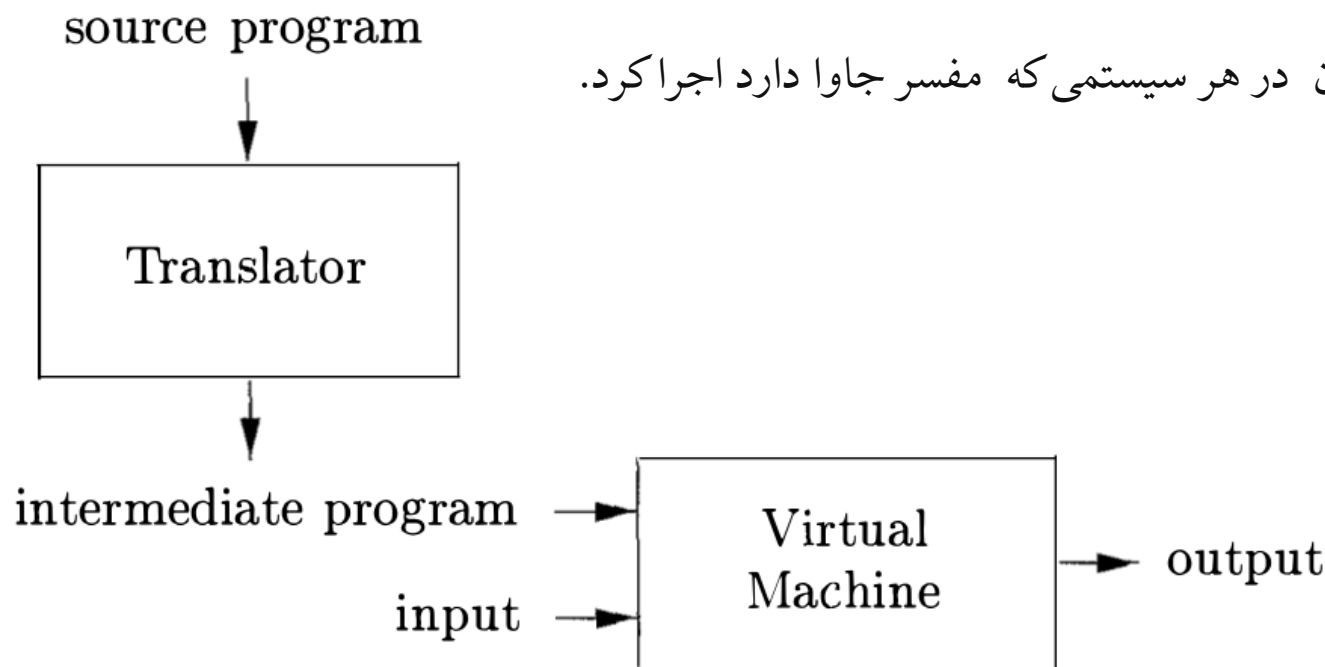 source program
در هر سیستمی که مفسر جاوا دارد اجرا کرد.
Translator
intermediate program
Virtual
Machine
output
input